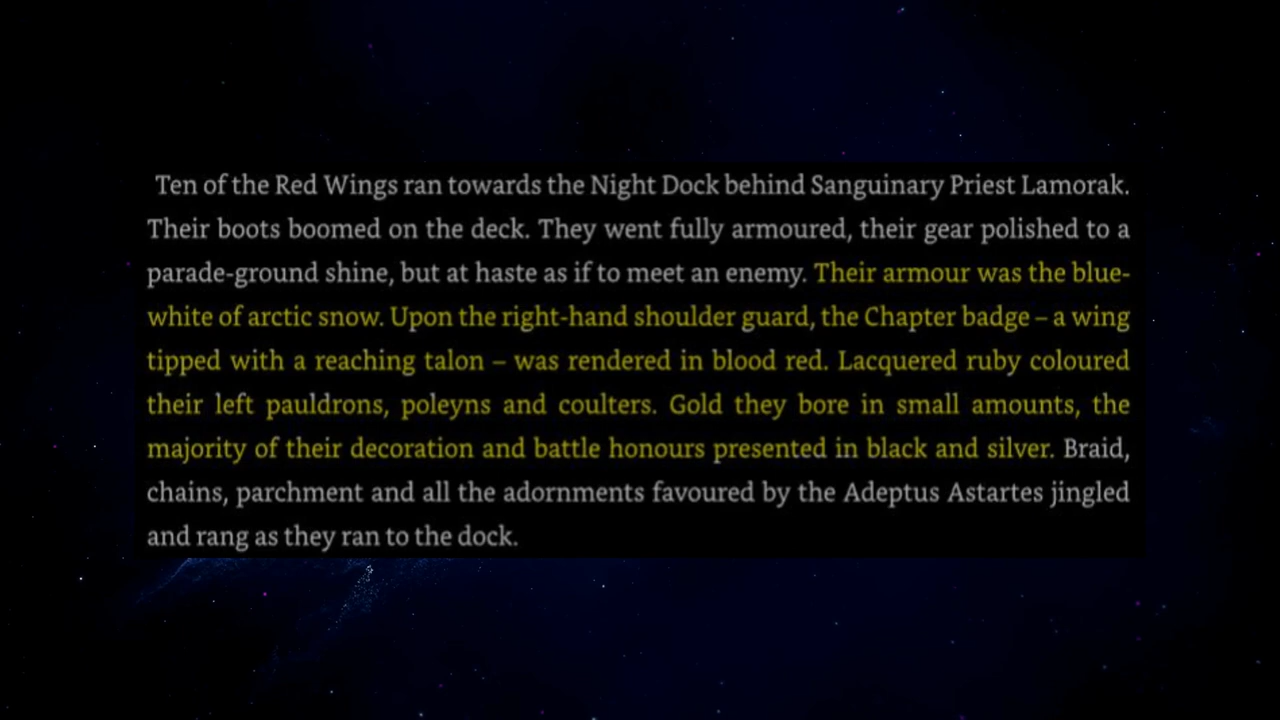 Ten of the Red Wings ran towards the Night Dock behind Sanguinary Priest Lamorak.
Their boots boomed on the deck. They went fully armoured, their gear polished to a
parade-ground shine, but at haste as if to meet an enemy. Their armour was the blue-
white of arctic snow. Upon the right-hand shoulder guard, the Chapter badge – a wing
tipped with a reaching talon – was rendered in blood red. Lacquered ruby coloured
their left pauldrons, poleyns and coulters. Gold they bore in small amounts, the
majority of their decoration and battle honours presented in black and silver. Braid,
chains, parchment and all the adornments favoured by the Adeptus Astartes jingled
and rang as they ran to the dock.